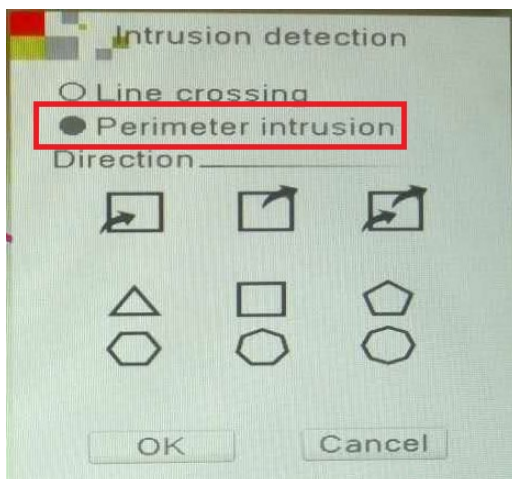 Intrusion detection
Line crossing
Perimeter intrusion
Direction
OK
Cancel